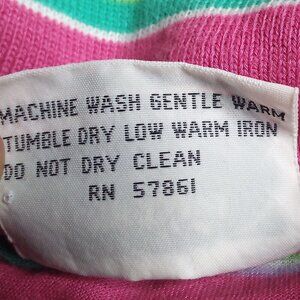 MACHINE WASH GENTLE WARM
TUMBLE DRY LOW WARM IRON
DO NOT DRY CLEAN
RN 57861